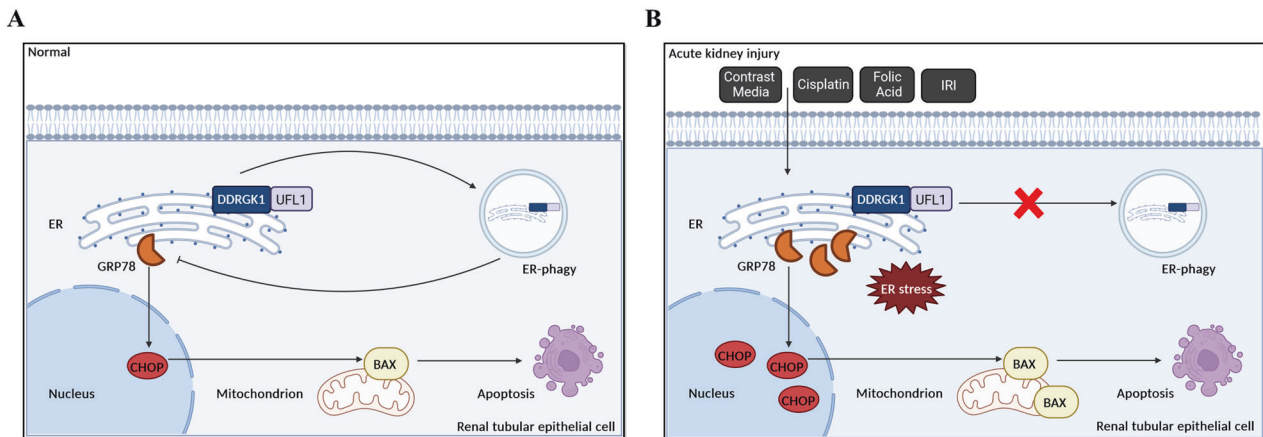 A
Normal
DDRGK1 UFL1
ER
GRP78
ER-phagy
CHOP
BAX
Nucleus
Mitochondrion
Apoptosis
Renal tubular epithelial cell
B
Acute kidney injury
Contrast
Media
Cisplatin
Folic
Acid
IRI
DDRGK1 UFL1
ER
GRP78
ER stress
ER-phagy
CHOP
CHOP
CHOP
BAX
BAX
Nucleus
Mitochondrion
Apoptosis
Renal tubular epithelial cell